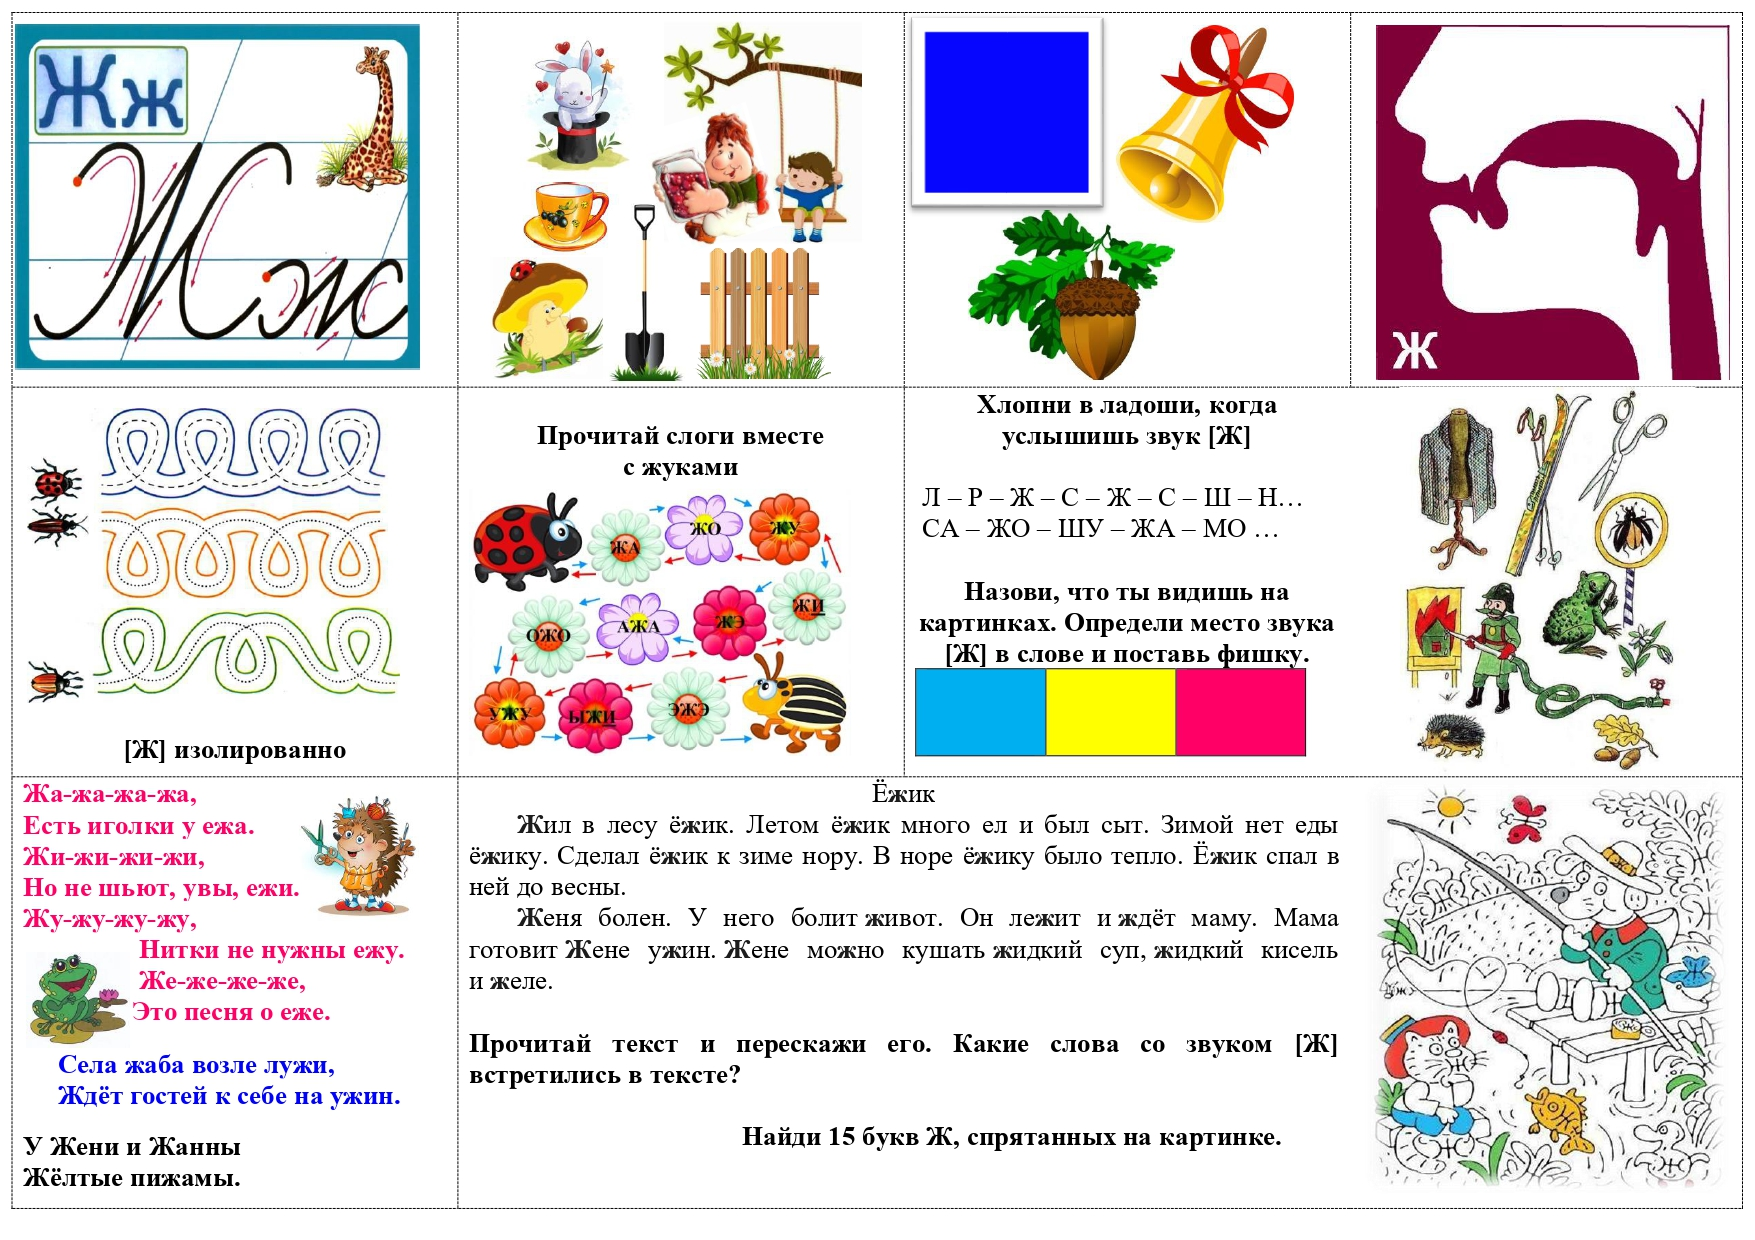 Жж
Жж
Ж
[Ж] изолированно
Прочитай слоги вместе
с жуками
ЖА
ЖО
ЖУ
ЖИ
ЖЭ
АЖА
ОЖО
УЖУ
ЫЖИ
ЭЖЭ
Хлопни в ладоши, когда
услышишь звук [Ж]
Л – Р – Ж – С – Ж – С – Ш – Н…
СА – ЖО – ШУ – ЖА – МО …
Назови, что ты видишь на
картинках. Определи место звука
[Ж] в слове и поставь фишку.
Жа-жа-жа-жа,
Есть иголки у ежа.
Жи-жи-жи-жи,
Но не шьют, увы, ежи.
Жу-жу-жу-жу,
Нитки не нужны ежу.
Же-же-же-же,
Это песня о еже.
Села жаба возле лужи,
Ждёт гостей к себе на ужин.
У Жени и Жанны
Жёлтые пижамы.
Ёжик
Жил в лесу ёжик. Летом ёжик много ел и был сыт. Зимой нет еды
ёжику. Сделал ёжик к зиме нору. В норе ёжику было тепло. Ёжик спал в
ней до весны.
Женя болен. У него болит живот. Он лежит и ждёт маму. Мама
готовит Жене ужин. Жене можно кушать жидкий суп, жидкий кисель
и желе.
Прочитай текст и перескажи его. Какие слова со звуком [Ж]
встретились в тексте?
Найди 15 букв Ж, спрятанных на картинке.